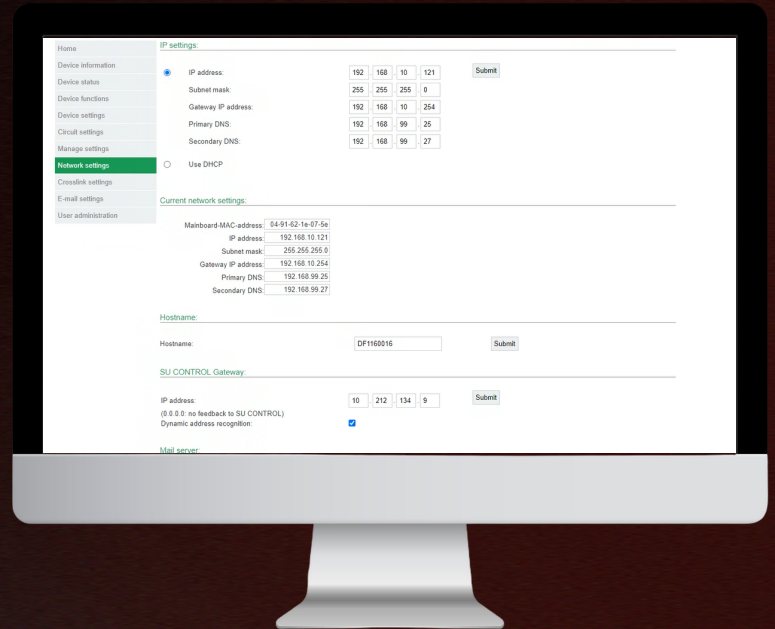 Home
Device information
Device status
Device functions
Device settings
Circuit settings
Manage settings
Network settings
Crosslink settings
E-mail settings
User administration
IP settings:
IP address: 192 . 168 . 10 . 121 Submit
Subnet mask: 255 . 255 . 255 . 0
Gateway IP address: 192 . 168 . 10 . 254
Primary DNS: 192 . 168 . 99 . 25
Secondary DNS: 192 . 168 . 99 . 27
Use DHCP
Current network settings:
Mainboard-MAC-address: 04-91-62-1e-07-5e
IP address: 192.168.10.121
Subnet mask: 255.255.255.0
Gateway IP address: 192.168.10.254
Primary DNS: 192.168.99.25
Secondary DNS: 192.168.99.27
Hostname:
Hostname: DF1160016 Submit
SU CONTROL Gateway:
IP address: 10 . 212 . 134 . 9 Submit
(0.0.0.0: no feedback to SU CONTROL)
Dynamic address recognition:
Mail server: